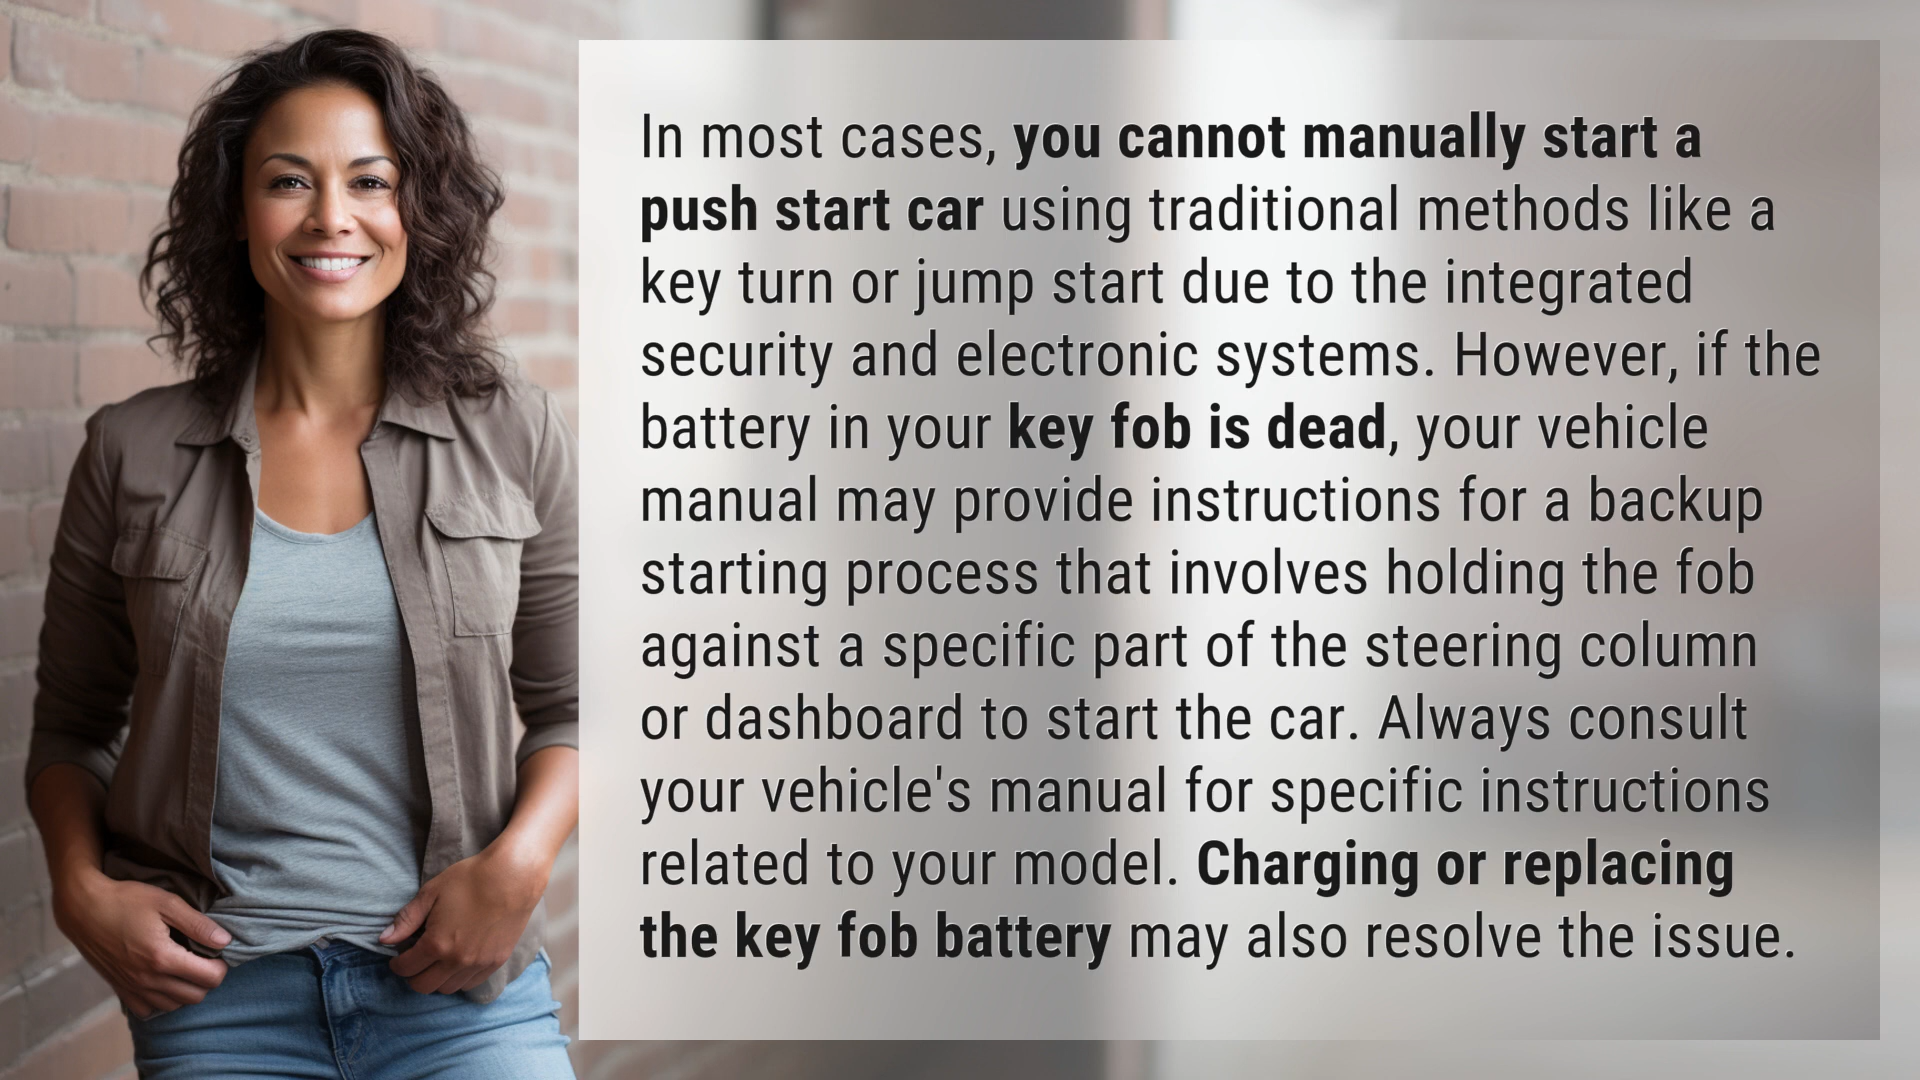 In most cases, you cannot manually start a
push start car using traditional methods like a
key turn or jump start due to the integrated
security and electronic systems. However, if the
battery in your key fob is dead, your vehicle
manual may provide instructions for a backup
starting process that involves holding the fob
against a specific part of the steering column
or dashboard to start the car. Always consult
your vehicle's manual for specific instructions
related to your model. Charging or replacing
the key fob battery may also resolve the issue.